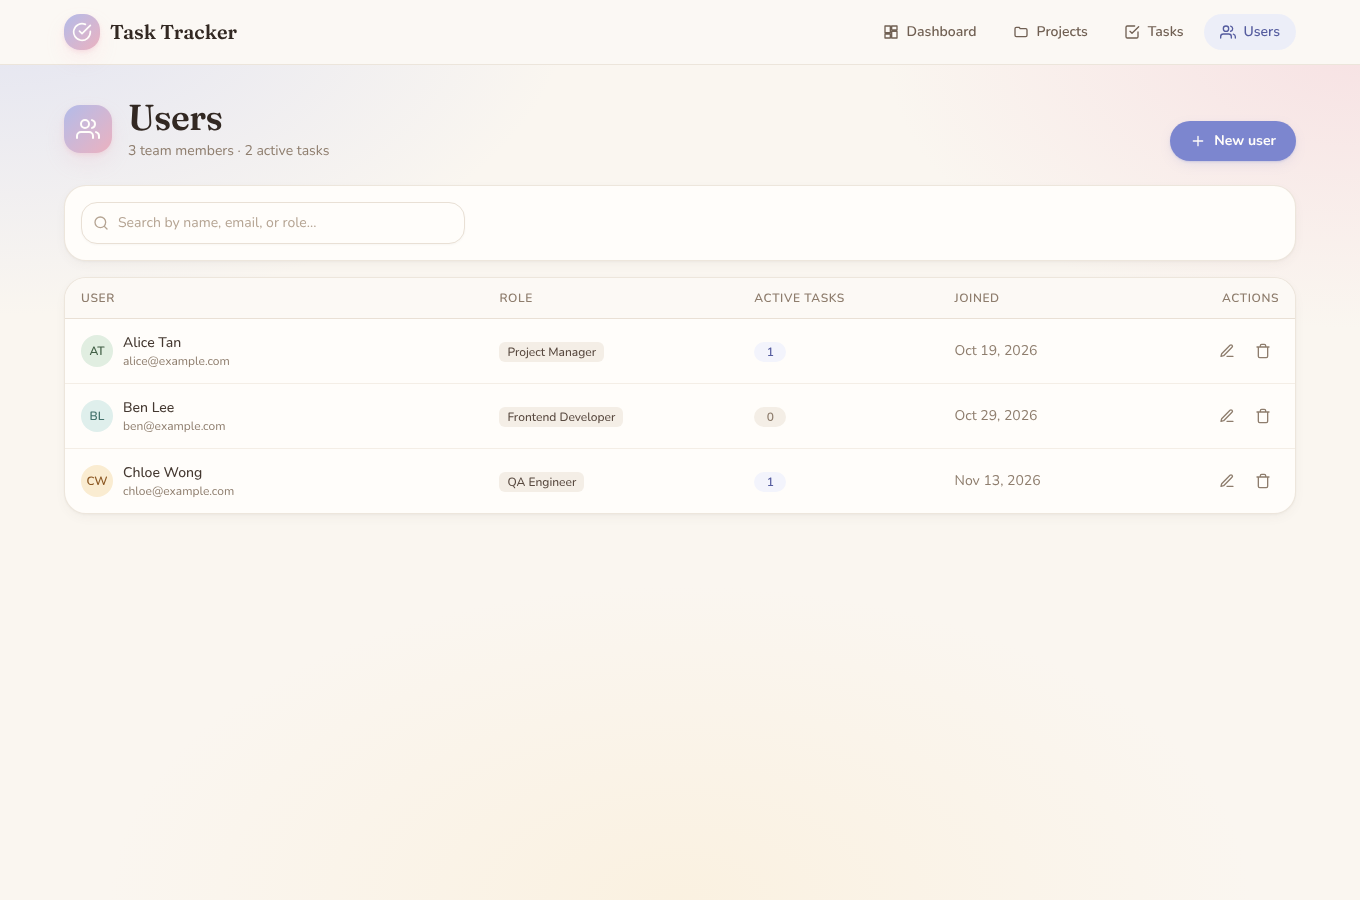 Task Tracker
Dashboard
Projects
Tasks
Users
Users
3 team members · 2 active tasks
New user
Search by name, email, or role...
USER ROLE ACTIVE TASKS JOINED ACTIONS
AT Alice Tan Project Manager 1 Oct 19, 2026
alice@example.com
BL Ben Lee Frontend Developer 0 Oct 29, 2026
ben@example.com
CW Chloe Wong QA Engineer 1 Nov 13, 2026
chloe@example.com